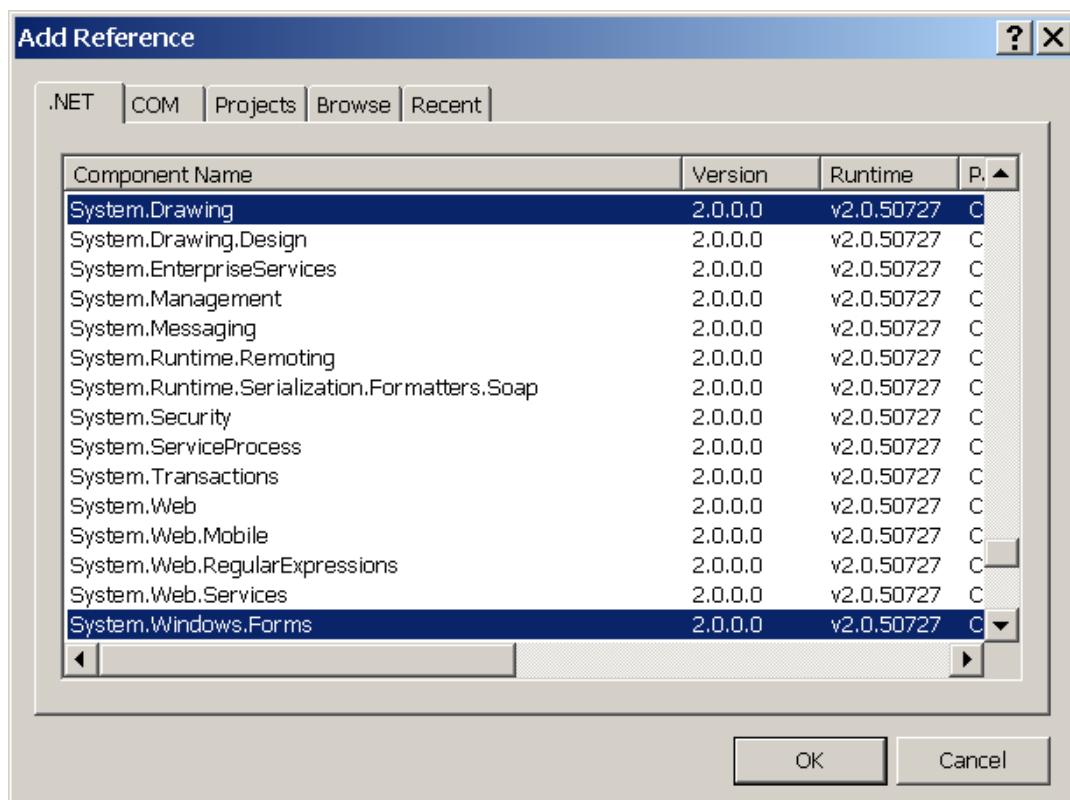 Add Reference
.NET COM Projects Browse Recent
Component Name Version Runtime P.
System.Drawing 2.0.0.0 v2.0.50727 C
System.Drawing.Design 2.0.0.0 v2.0.50727 C
System.EnterpriseServices 2.0.0.0 v2.0.50727 C
System.Management 2.0.0.0 v2.0.50727 C
System.Messaging 2.0.0.0 v2.0.50727 C
System.Runtime.Remoting 2.0.0.0 v2.0.50727 C
System.Runtime.Serialization.Formatters.Soap 2.0.0.0 v2.0.50727 C
System.Security 2.0.0.0 v2.0.50727 C
System.ServiceProcess 2.0.0.0 v2.0.50727 C
System.Transactions 2.0.0.0 v2.0.50727 C
System.Web 2.0.0.0 v2.0.50727 C
System.Web.Mobile 2.0.0.0 v2.0.50727 C
System.Web.RegularExpressions 2.0.0.0 v2.0.50727 C
System.Web.Services 2.0.0.0 v2.0.50727 C
System.Windows.Forms 2.0.0.0 v2.0.50727 C
OK Cancel